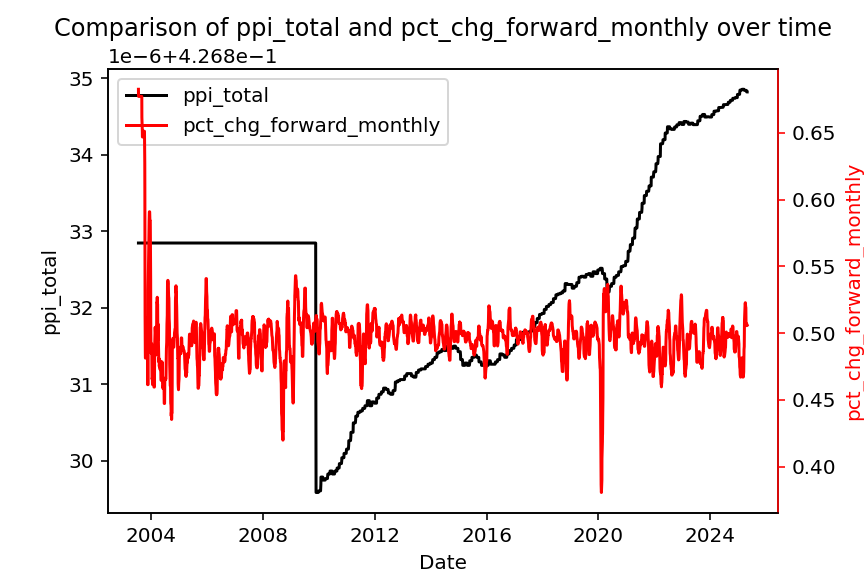 Comparison of ppi_total and pct_chg_forward_monthly over time
1e−6+4.268e−1
ppi_total
pct_chg_forward_monthly
35
34
33
32
31
30
ppi_total
0.65
0.60
0.55
0.50
0.45
0.40
pct_chg_forward_monthly
2004 2008 2012 2016 2020 2024
Date